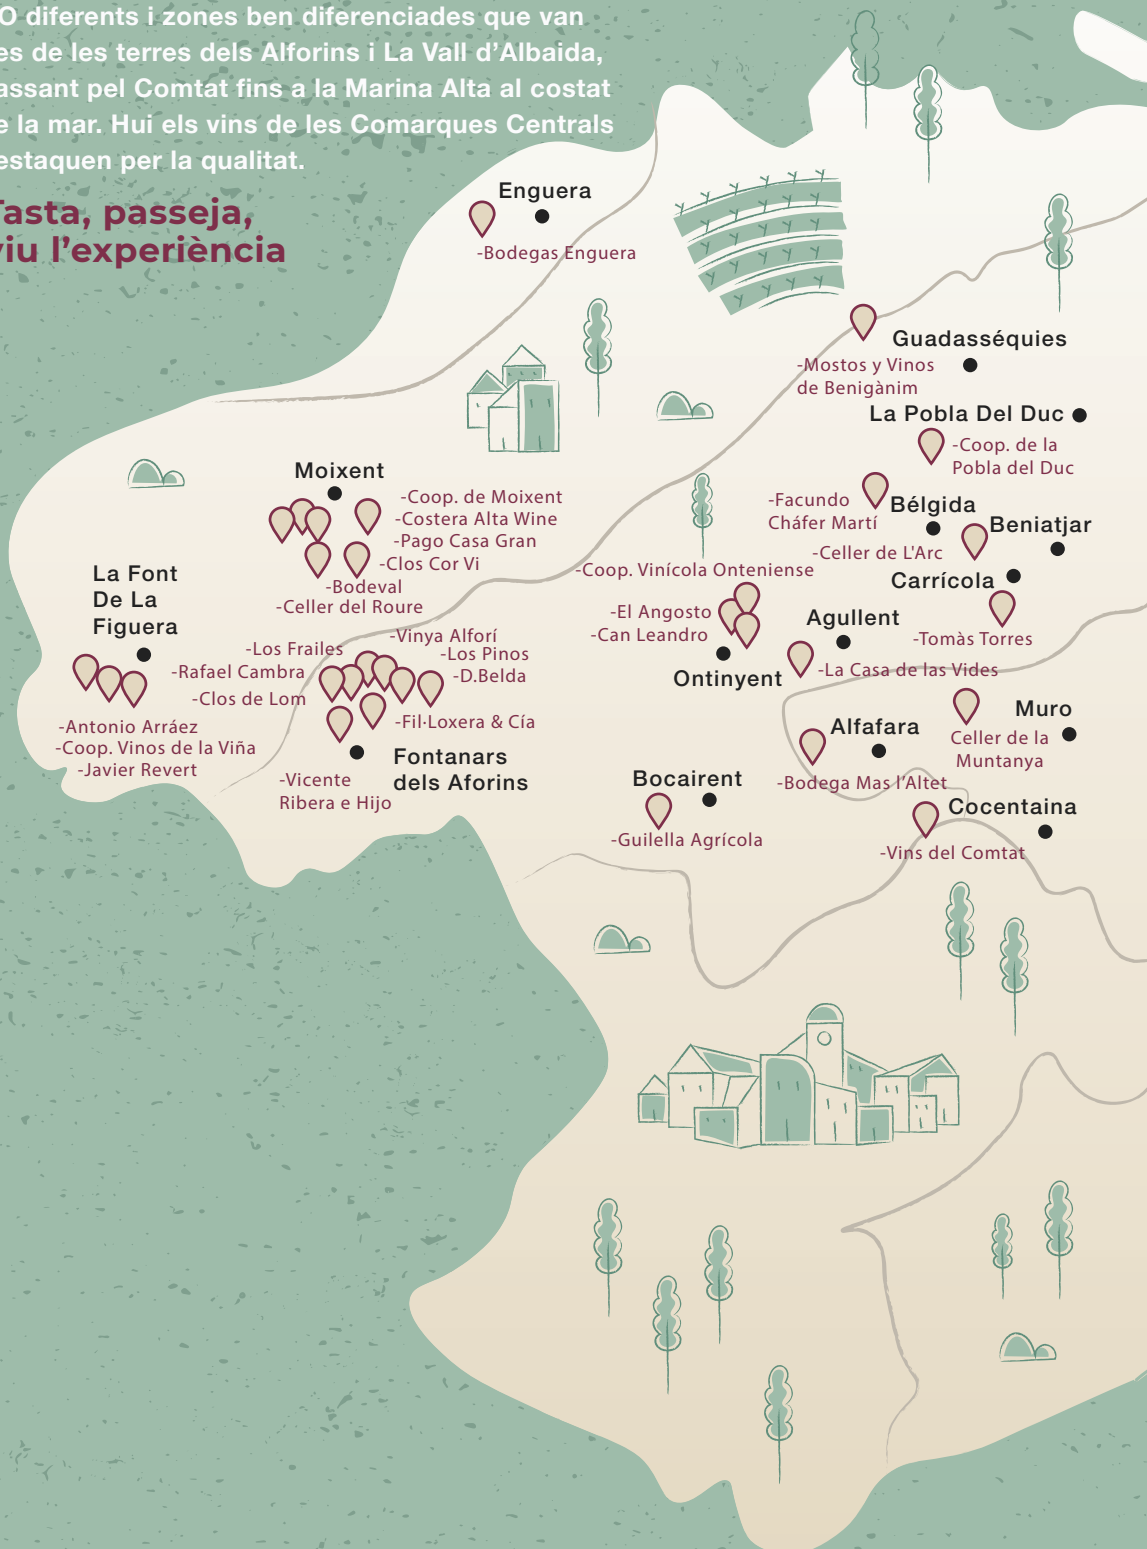 O diferents i zones ben diferenciades que van
es de les terres dels Alforins i La Vall d'Albaida,
assant pel Comtat fins a la Marina Alta al costat
e la mar. Hui els vins de les Comarques Centrals
estaquen per la qualitat.
Tasta, passeja,
viu l'experiència
Enguera
-Bodegas Enguera
Guadasséquies
-Mostos y Vinos
de Benigànim
La Pobla Del Duc
-Coop. de la
Pobla del Duc
Moixent
-Coop. de Moixent
-Costera Alta Wine
-Pago Casa Gran
-Clos Cor Vi
-Bodeval
-Celler del Roure
-Facundo
Cháfer Martí
Bélgida
-Celler de L'Arc
Beniatjar
Carrícola
-Tomàs Torres
-Coop. Vinícola Onteniense
-El Angosto
-Can Leandro
Ontinyent
Agullent
-La Casa de las Vides
La Font
De La
Figuera
-Antonio Arráez
-Coop. Vinos de la Viña
-Javier Revert
-Los Frailes
-Rafael Cambra
-Clos de Lom
-Vinya Alforí
-Los Pinos
-D.Belda
-Fil·Loxera & Cía
Fontanars
dels Aforins
-Vicente
Ribera e Hijo
Muro
Celler de la
Muntanya
Alfafara
-Bodega Mas l'Altet
Bocairent
-Guilella Agrícola
Cocentaina
-Vins del Comtat